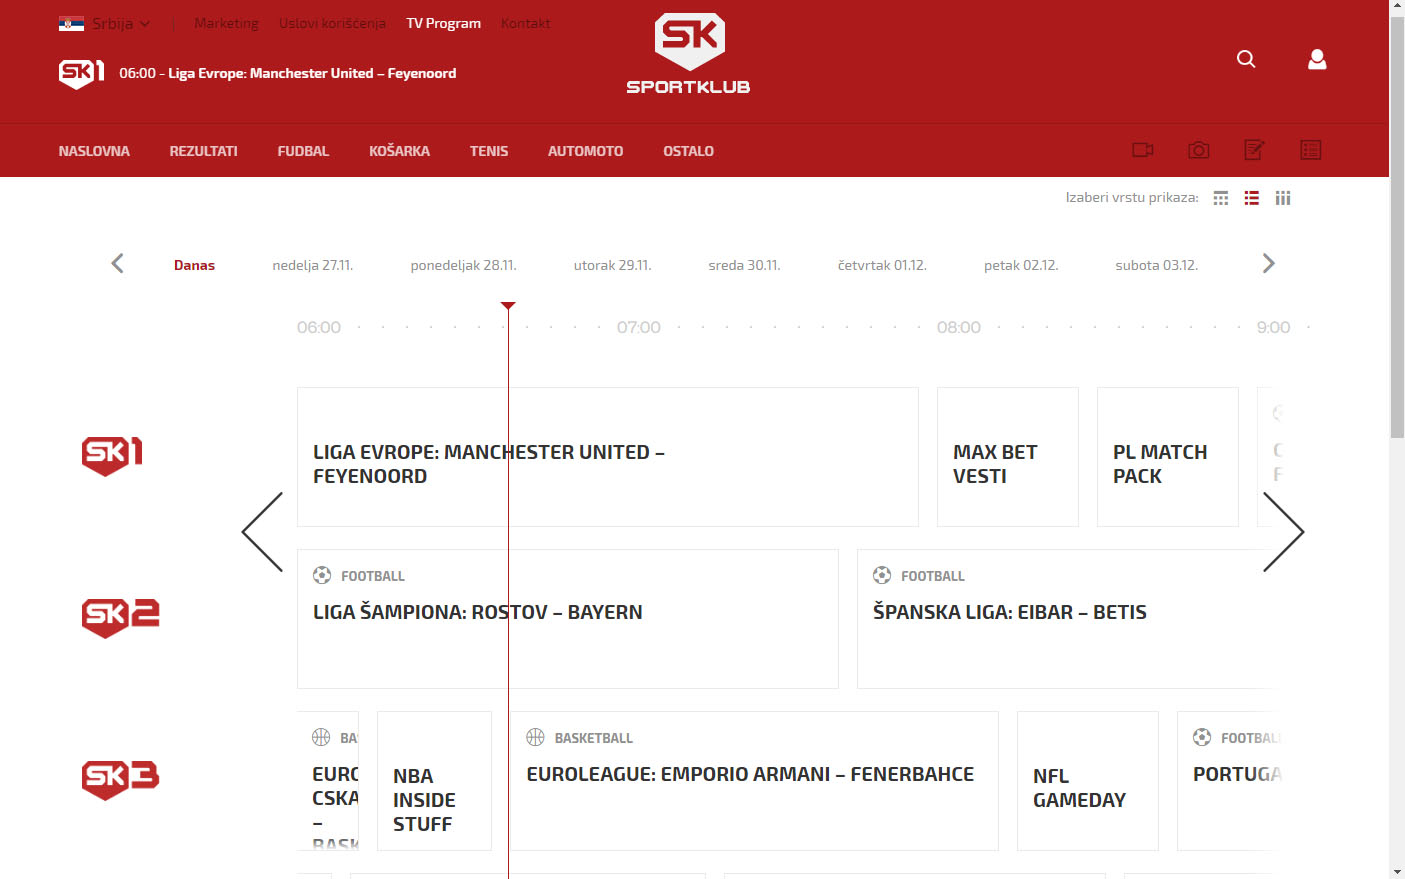 Srbija Marketing Uslovi korišćenja TV Program Kontakt
SK1 06:00 - Liga Evrope: Manchester United – Feyenoord
SK
SPORTKLUB
NASLOVNA REZULTATI FUDBAL KOŠARKA TENIS AUTOMOTO OSTALO
Izaberi vrstu prikaza:
Danas nedelja 27.11. ponedeljak 28.11. utorak 29.11. sreda 30.11. četvrtak 01.12. petak 02.12. subota 03.12.
06:00 07:00 08:00 9:00
SK1
LIGA EVROPE: MANCHESTER UNITED –
FEYENOORD
MAX BET
VESTI
PL MATCH
PACK
SK2
FOOTBALL
LIGA ŠAMPIONA: ROSTOV – BAYERN
FOOTBALL
ŠPANSKA LIGA: EIBAR – BETIS
SK3
BA
EURO
CSKA
–
BASK
NBA
INSIDE
STUFF
BASKETBALL
EUROLEAGUE: EMPORIO ARMANI – FENERBAHCE
NFL
GAMEDAY
FOOTBAL
PORTUGA